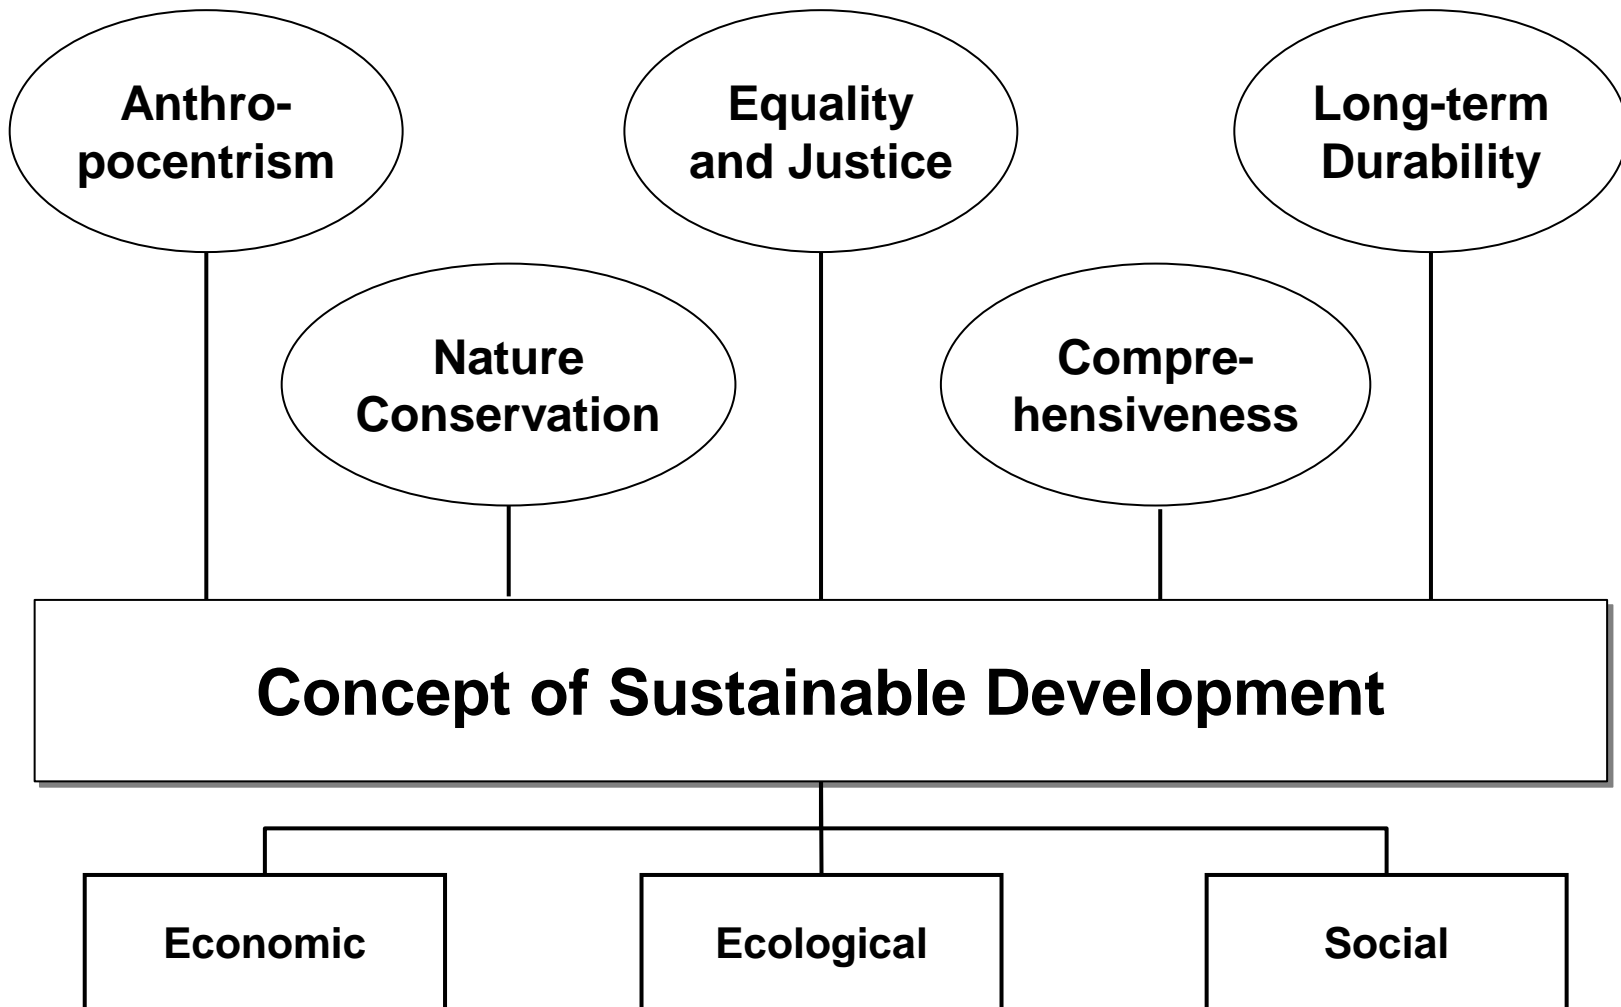 Anthro-
pocentrism
Equality
and Justice
Long-term
Durability
Nature
Conservation
Compre-
hensiveness
Concept of Sustainable Development
Economic
Ecological
Social